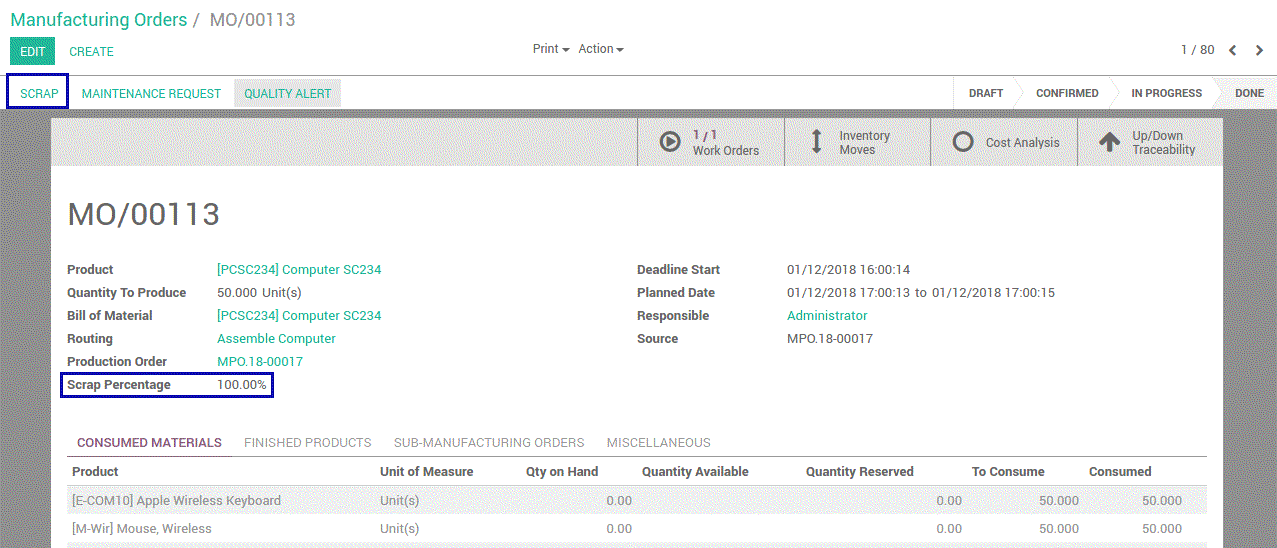 Manufacturing Orders / MO/00113
EDIT CREATE Print Action 1 / 80
SCRAP MAINTENANCE REQUEST QUALITY ALERT DRAFT CONFIRMED IN PROGRESS DONE
1 / 1
Work Orders
Inventory
Moves
Cost Analysis
Up/Down
Traceability
MO/00113
Product [PCSC234] Computer SC234
Quantity To Produce 50.000 Unit(s)
Bill of Material [PCSC234] Computer SC234
Routing Assemble Computer
Production Order MPO.18-00017
Scrap Percentage 100.00%
Deadline Start 01/12/2018 16:00:14
Planned Date 01/12/2018 17:00:13 to 01/12/2018 17:00:15
Responsible Administrator
Source MPO.18-00017
CONSUMED MATERIALS FINISHED PRODUCTS SUB-MANUFACTURING ORDERS MISCELLANEOUS
Product Unit of Measure Qty on Hand Quantity Available Quantity Reserved To Consume Consumed
[E-COM10] Apple Wireless Keyboard Unit(s) 0.00 0.00 50.000 50.000
[M-Wir] Mouse, Wireless Unit(s) 0.00 0.00 50.000 50.000